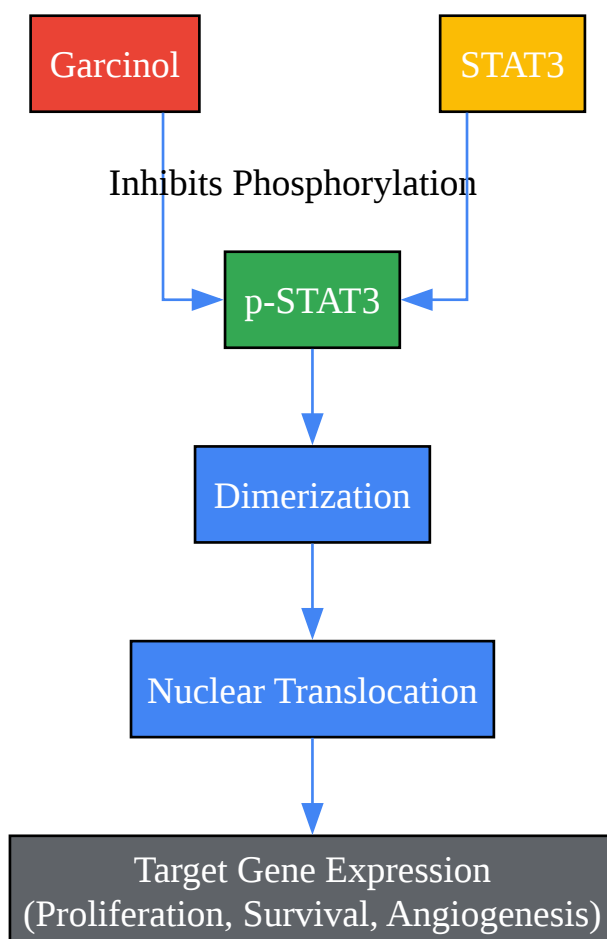 Garcinol
STAT3
Inhibits Phosphorylation
p-STAT3
Dimerization
Nuclear Translocation
Target Gene Expression
(Proliferation, Survival, Angiogenesis)